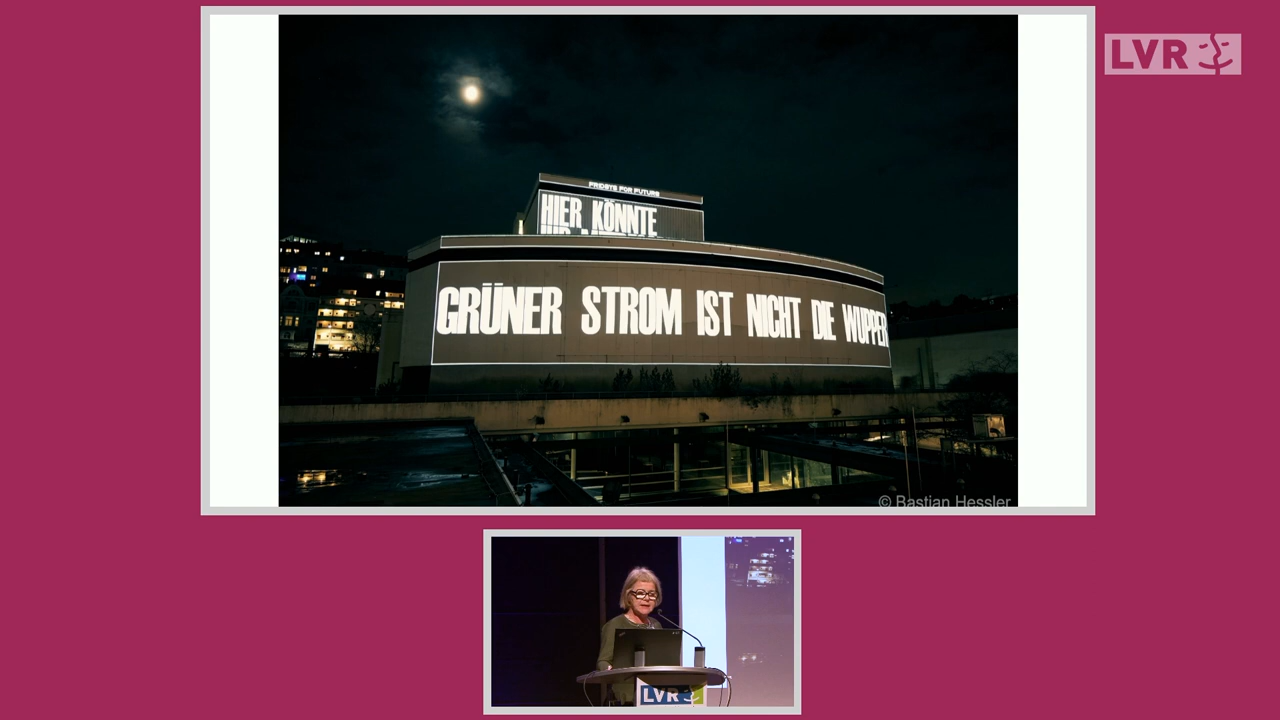 LVR
FRIDAYS FOR FUTURE
HIER KÖNNTE
GRÜNER STROM IST NICHT DIE WUPPER
© Bastian Hessler
LVR